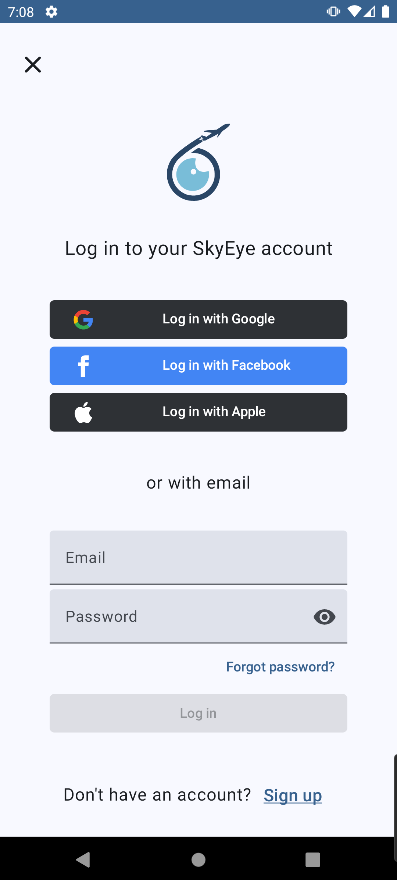 7:08
Log in to your SkyEye account
Log in with Google
Log in with Facebook
Log in with Apple
or with email
Email
Password
Forgot password?
Log in
Don't have an account? Sign up